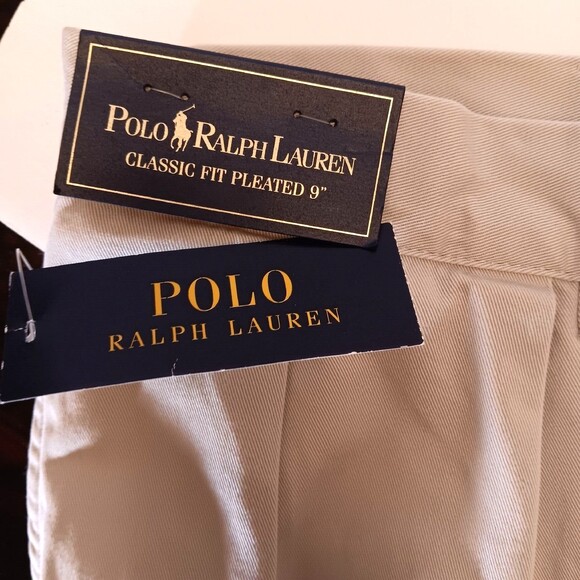 POLO RALPH LAUREN
CLASSIC FIT PLEATED 9"
POLO
RALPH LAUREN